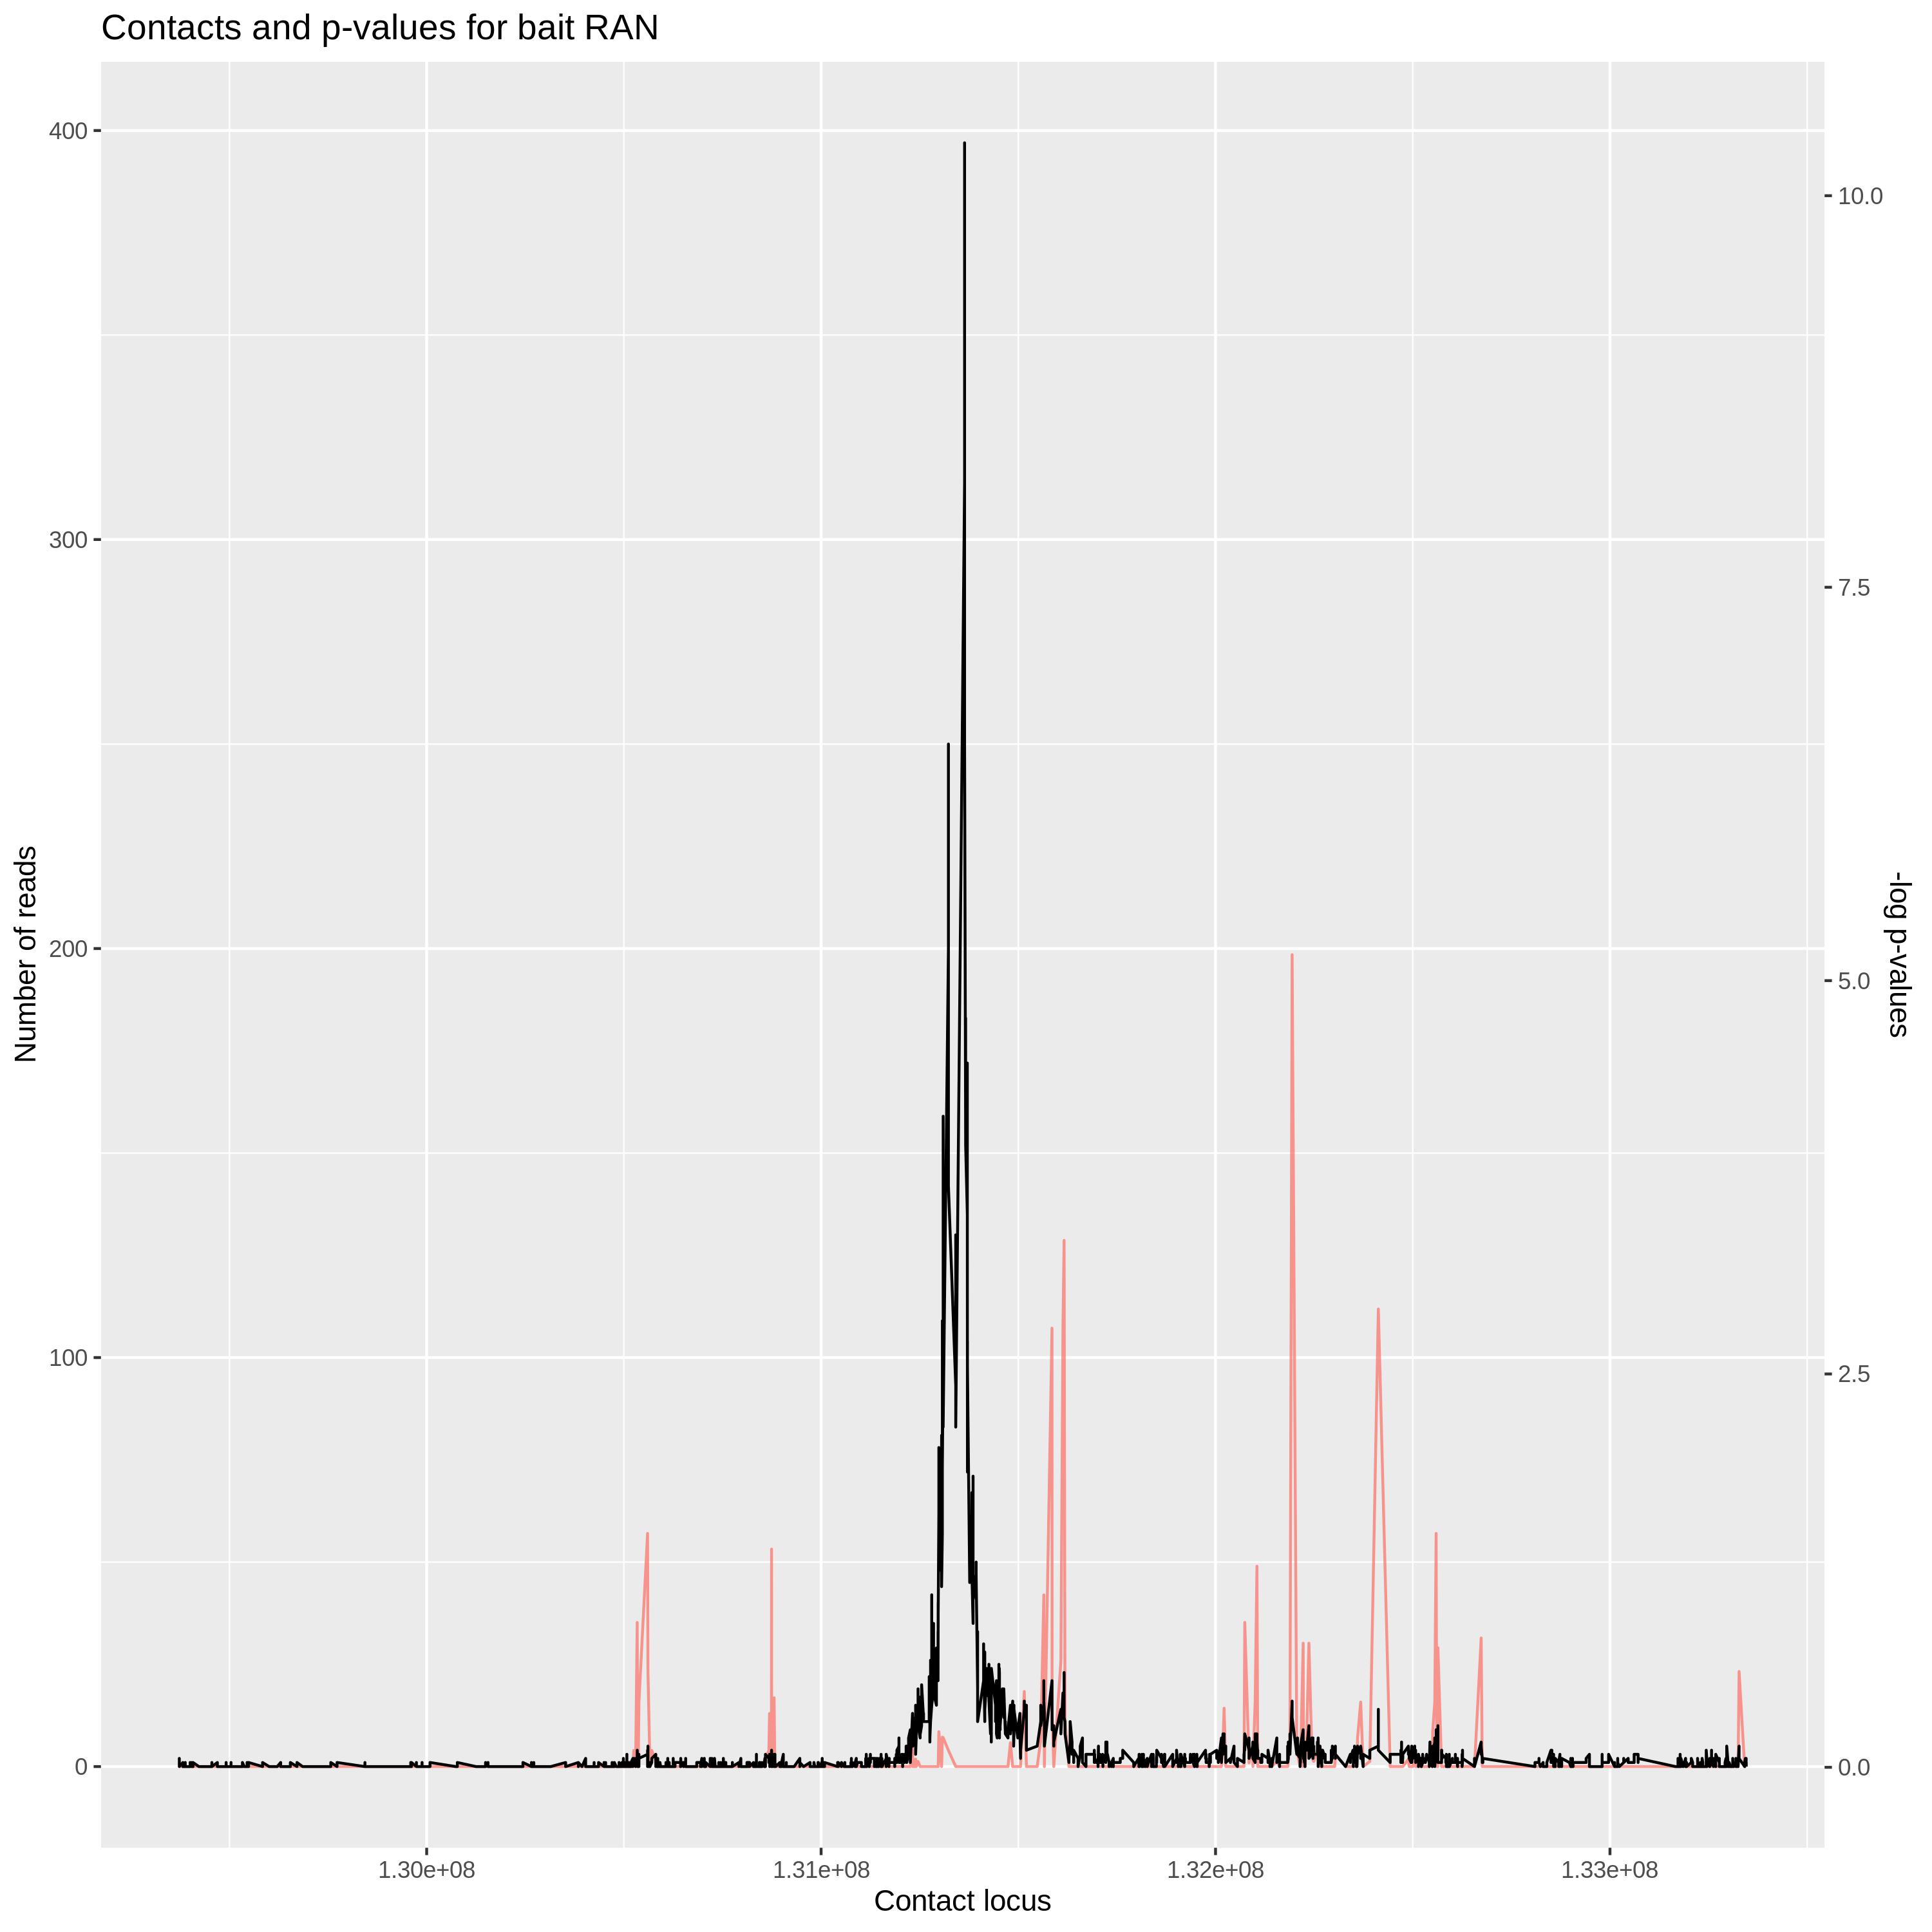 Contacts and p-values for bait RAN
400
300
200
100
0
Number of reads
10.0
7.5
5.0
2.5
0.0
-log p-values
1.30e+08
1.31e+08
1.32e+08
1.33e+08
Contact locus